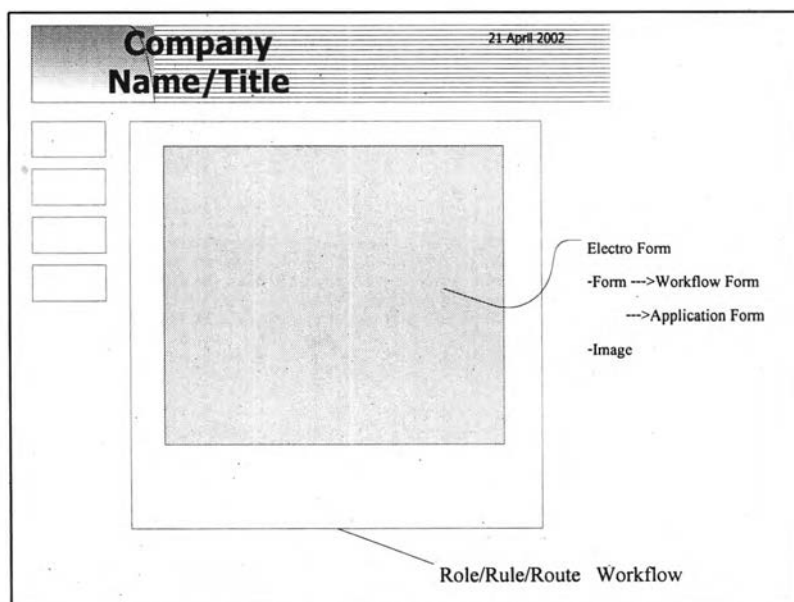 Company
Name/Title
21 April 2002
Electro Form
-Form --->Workflow Form
--->Application Form
-Image
Role/Rule/Route Workflow